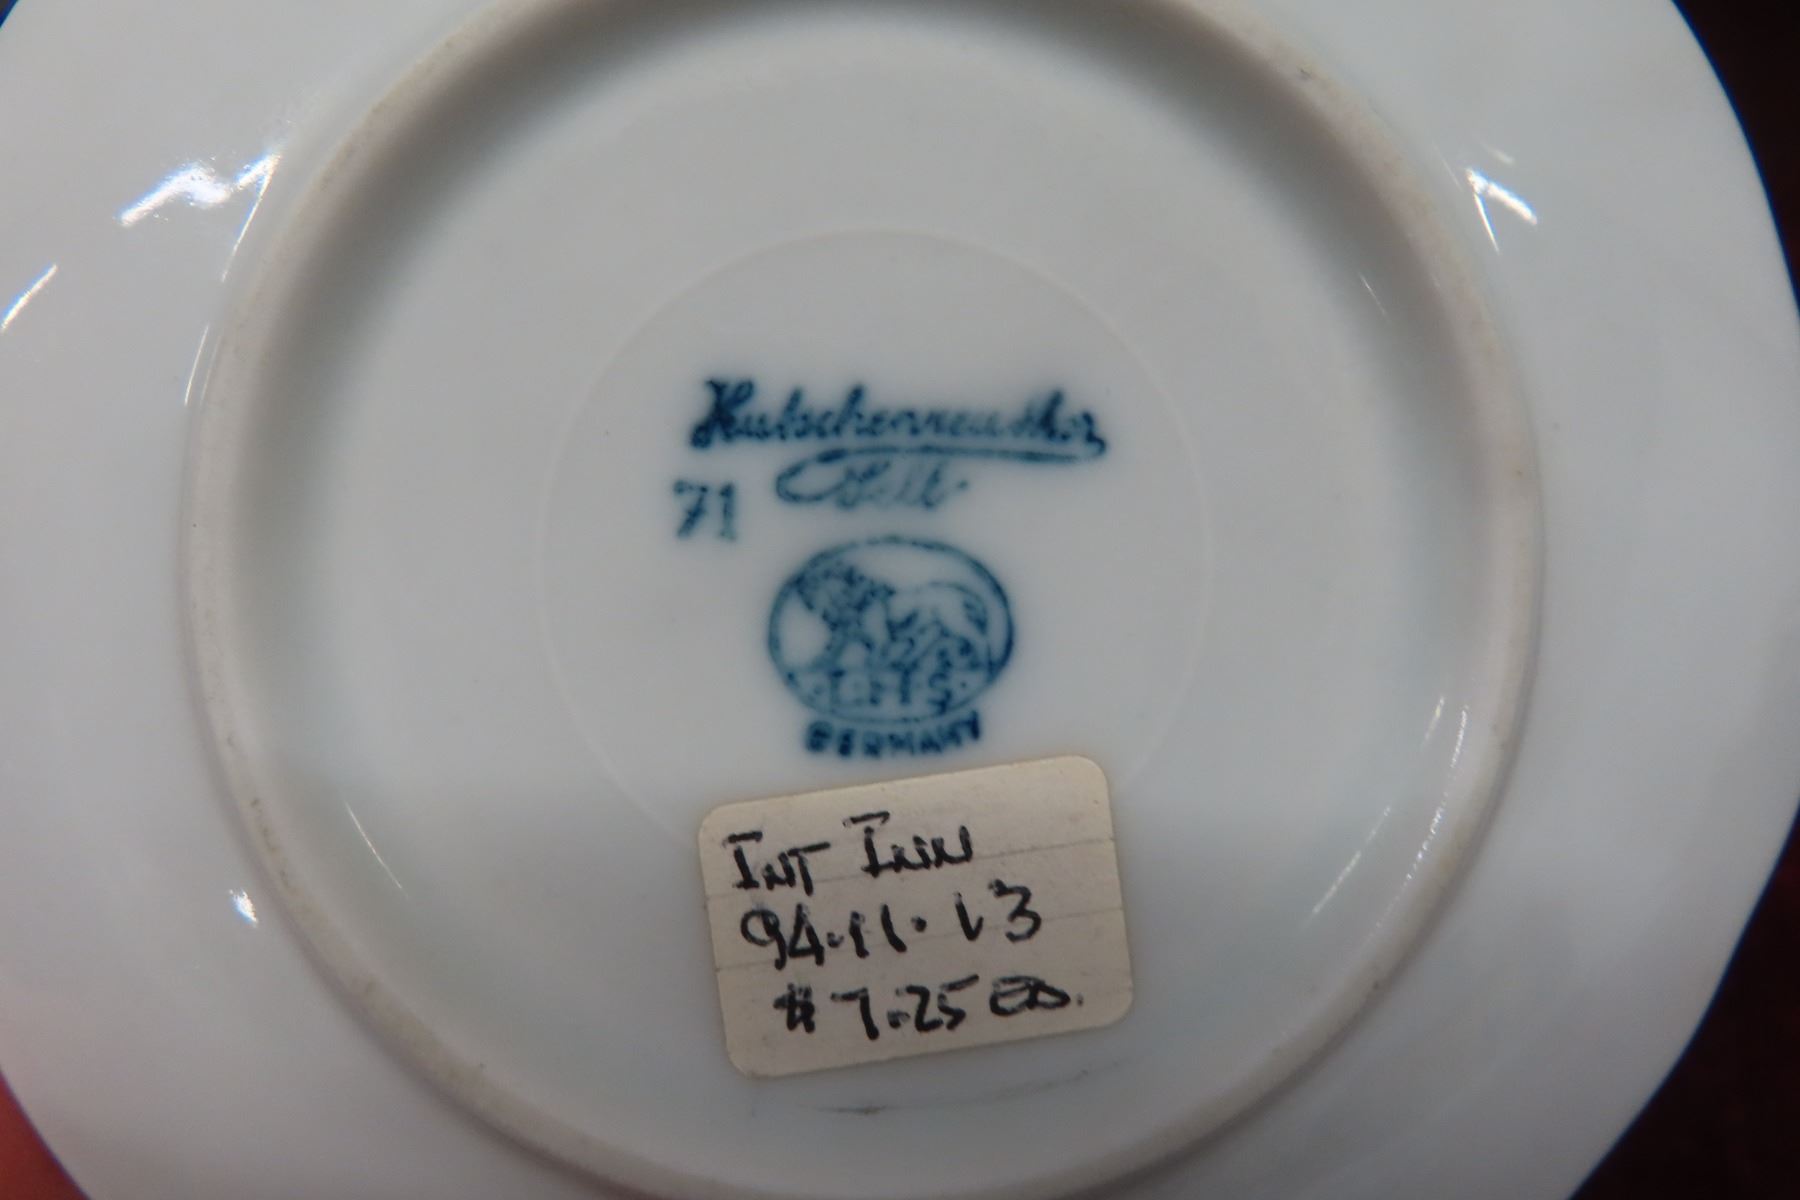 Hutschenreuther
Selb
71
L.H.S.
GERMANY
INT INN
94.11.13
# 7.25 EA.